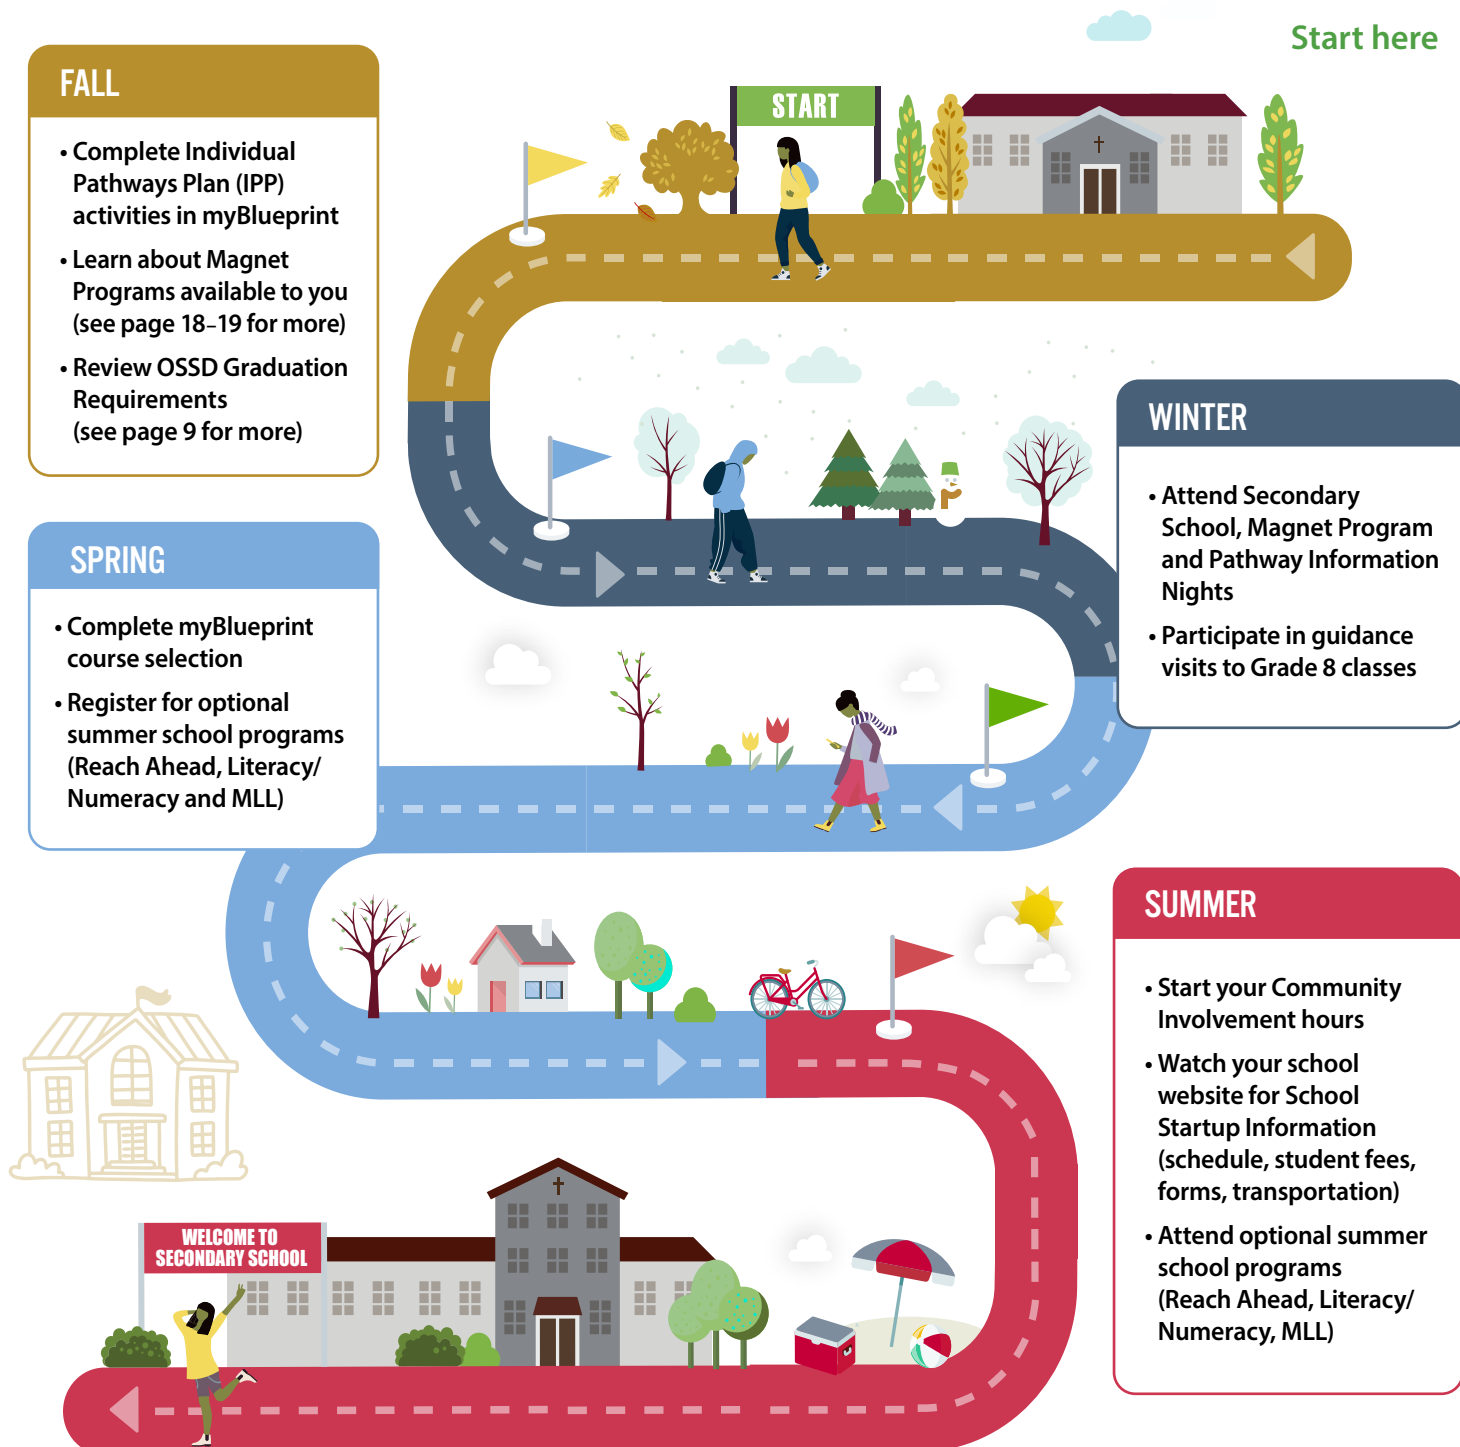 Start here
START
FALL
• Complete Individual
Pathways Plan (IPP)
activities in myBlueprint
• Learn about Magnet
Programs available to you
(see page 18–19 for more)
• Review OSSD Graduation
Requirements
(see page 9 for more)
WINTER
• Attend Secondary
School, Magnet Program
and Pathway Information
Nights
• Participate in guidance
visits to Grade 8 classes
SPRING
• Complete myBlueprint
course selection
• Register for optional
summer school programs
(Reach Ahead, Literacy/
Numeracy and MLL)
SUMMER
• Start your Community
Involvement hours
• Watch your school
website for School
Startup Information
(schedule, student fees,
forms, transportation)
• Attend optional summer
school programs
(Reach Ahead, Literacy/
Numeracy, MLL)
WELCOME TO
SECONDARY SCHOOL